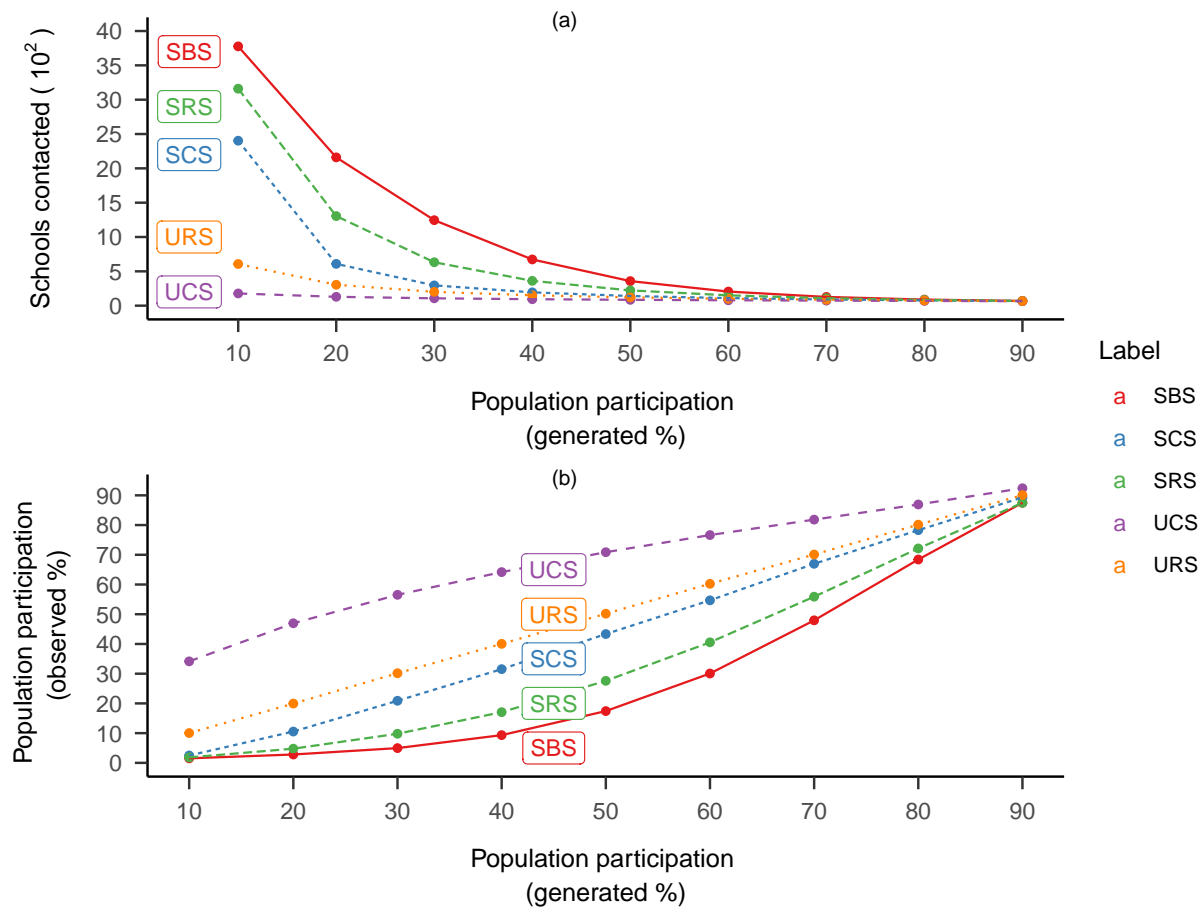 (a)
Schools contacted ( 10²)
40
35
30
25
20
15
10
5
0
SBS
SRS
SCS
URS
UCS
10 20 30 40 50 60 70 80 90
Population participation
(generated %)
(b)
Population participation
(observed %)
90
80
70
60
50
40
30
20
10
0
UCS
URS
SCS
SRS
SBS
10 20 30 40 50 60 70 80 90
Population participation
(generated %)
Label
a SBS
a SCS
a SRS
a UCS
a URS